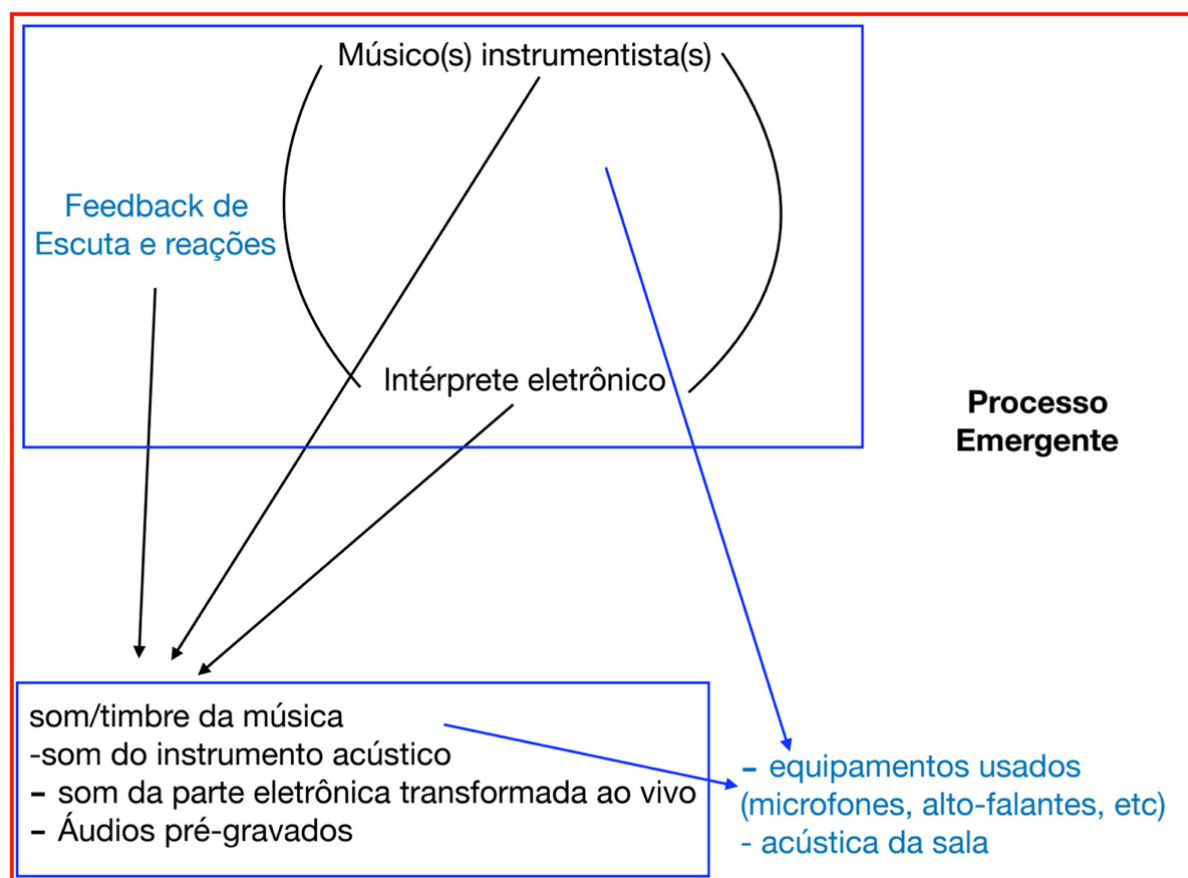 Músico(s) instrumentista(s)
Feedback de
Escuta e reações
Intérprete eletrônico
Processo
Emergente
som/timbre da música
-som do instrumento acústico
– som da parte eletrônica transformada ao vivo
– Áudios pré-gravados
– equipamentos usados
(microfones, alto-falantes, etc)
- acústica da sala